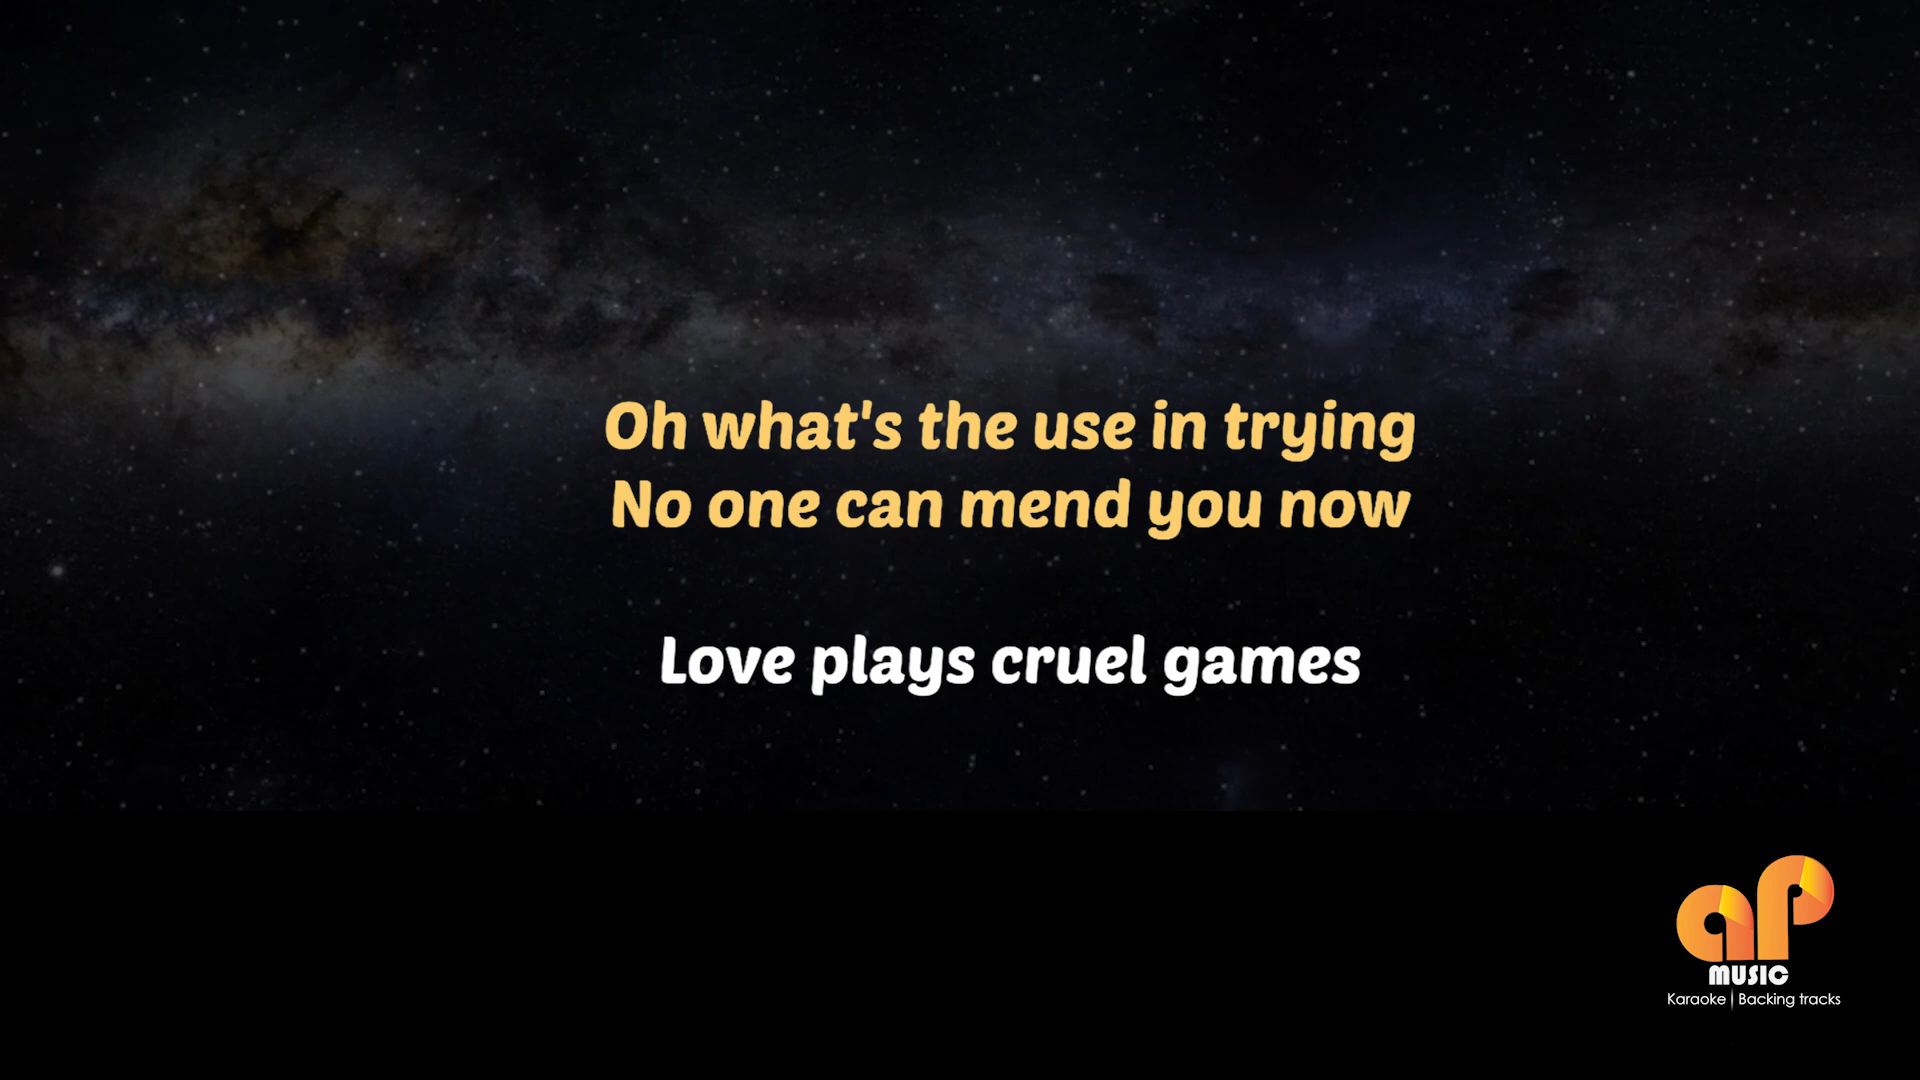 Oh what's the use in trying
No one can mend you now
Love plays cruel games
aP
MUSIC
Karaoke | Backing tracks